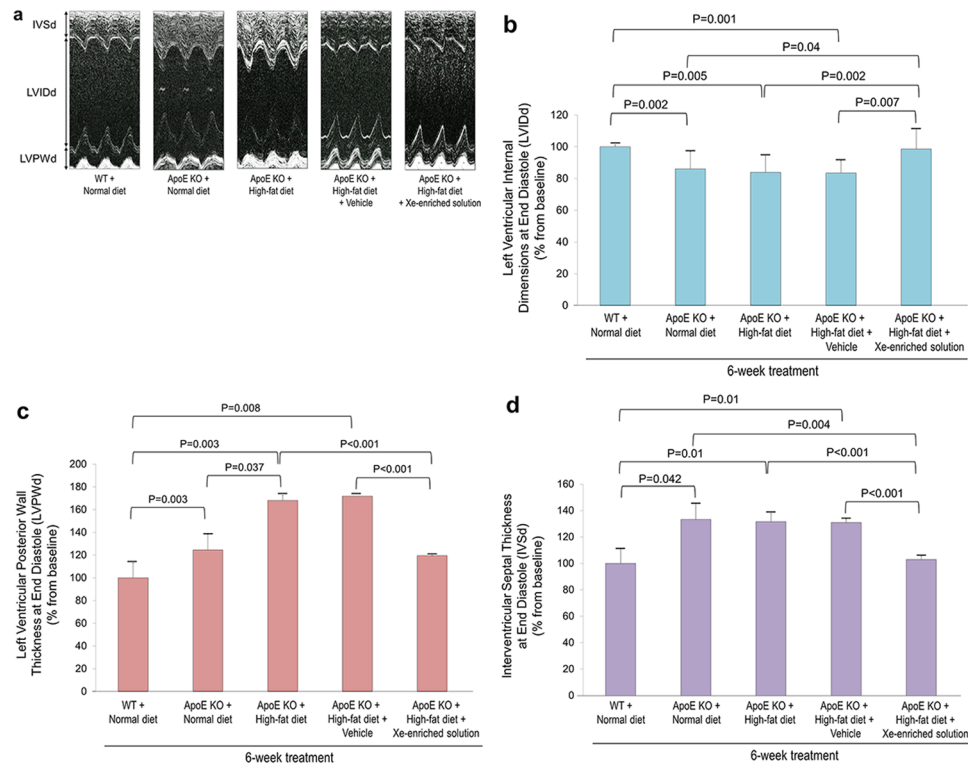 a
IVSd
LVIDd
LVPWd
WT +
Normal diet
ApoE KO +
Normal diet
ApoE KO +
High-fat diet
ApoE KO +
High-fat diet
+ Vehicle
ApoE KO +
High-fat diet
+ Xe-enriched solution
b
P=0.001
P=0.04
P=0.005
P=0.002
P=0.002
P=0.007
Left Ventricular Internal
Dimensions at End Diastole (LVIDd)
(% from baseline)
120
100
80
60
40
20
0
WT +
Normal diet
ApoE KO +
Normal diet
ApoE KO +
High-fat diet
ApoE KO +
High-fat diet +
Vehicle
ApoE KO +
High-fat diet +
Xe-enriched solution
6-week treatment
c
P=0.008
P=0.003
P<0.001
P=0.037
P<0.001
P=0.003
Left Ventricular Posterior Wall
Thickness at End Diastole (LVPWd)
(% from baseline)
200
180
160
140
120
100
80
60
40
20
0
WT +
Normal diet
ApoE KO +
Normal diet
ApoE KO +
High-fat diet
ApoE KO +
High-fat diet +
Vehicle
ApoE KO +
High-fat diet +
Xe-enriched solution
6-week treatment
d
P=0.01
P=0.004
P=0.01
P<0.001
P=0.042
P<0.001
Interventricular Septal Thickness
at End Diastole (IVSd)
(% from baseline)
160
140
120
100
80
60
40
20
0
WT +
Normal diet
ApoE KO +
Normal diet
ApoE KO +
High-fat diet
ApoE KO +
High-fat diet +
Vehicle
ApoE KO +
High-fat diet +
Xe-enriched solution
6-week treatment